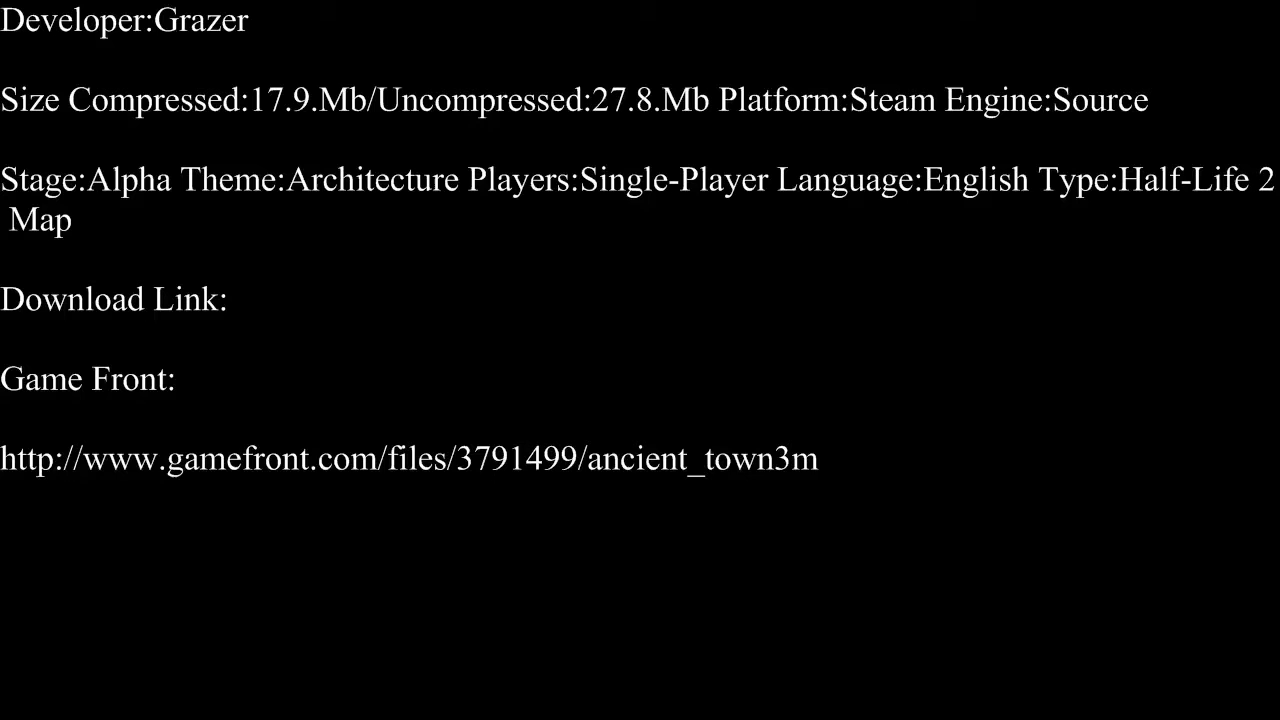 Developer:Grazer
Size Compressed:17.9.Mb/Uncompressed:27.8.Mb Platform:Steam Engine:Source
Stage:Alpha Theme:Architecture Players:Single-Player Language:English Type:Half-Life 2
Map
Download Link:
Game Front:
http://www.gamefront.com/files/3791499/ancient_town3m